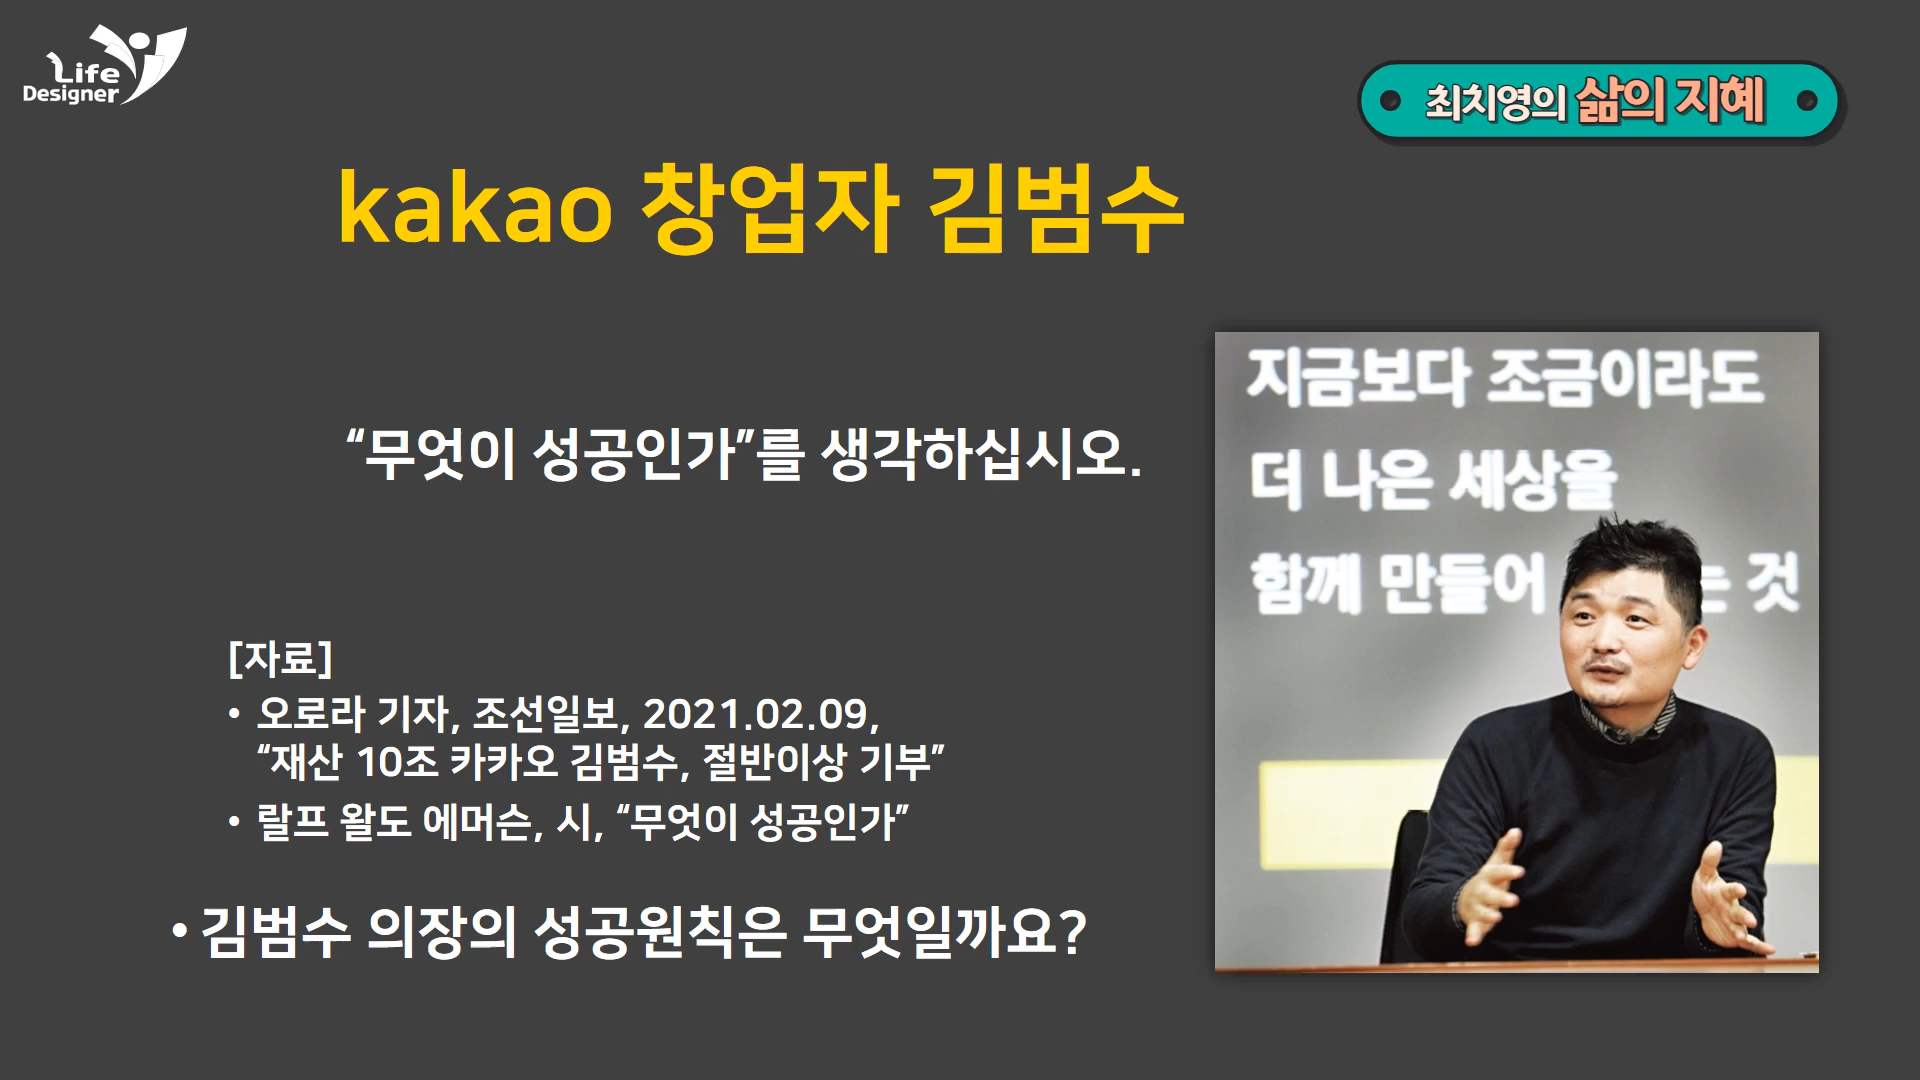 Life
Designer
최치영의 삶의 지혜
kakao 창업자 김범수
“무엇이 성공인가”를 생각하십시오.
지금보다 조금이라도
더 나은 세상을
함께 만들어 는 것
[자료]
• 오로라 기자, 조선일보, 2021.02.09,
“재산 10조 카카오 김범수, 절반이상 기부”
• 랄프 왈도 에머슨, 시, “무엇이 성공인가”
• 김범수 의장의 성공원칙은 무엇일까요?